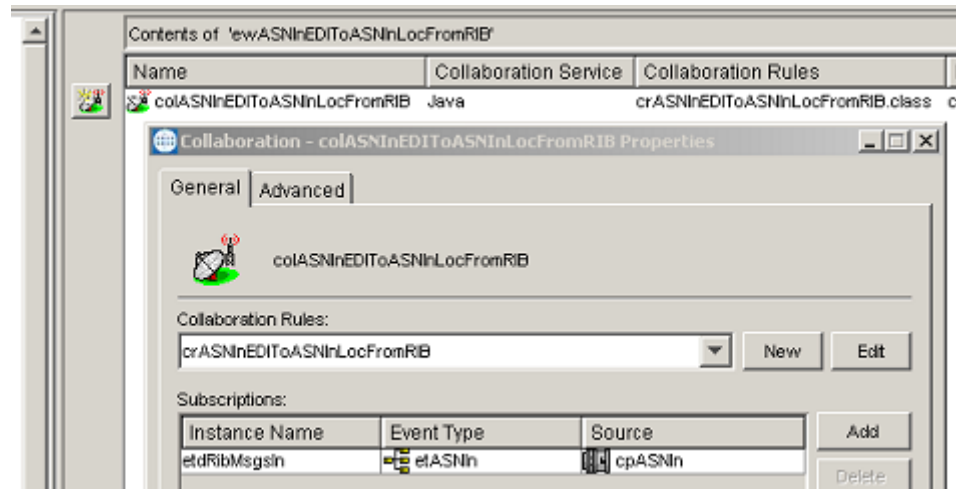 Contents of 'ewASNInEDIToASNInLocFromRIB'
Name Collaboration Service Collaboration Rules
colASNInEDIToASNInLocFromRIB Java crASNInEDIToASNInLocFromRIB.class
Collaboration - colASNInEDIToASNInLocFromRIB Properties
General Advanced
colASNInEDIToASNInLocFromRIB
Collaboration Rules:
crASNInEDIToASNInLocFromRIB New Edit
Subscriptions:
Instance Name Event Type Source Add
etdRibMsgsIn etASNIn cpASNIn
Delete